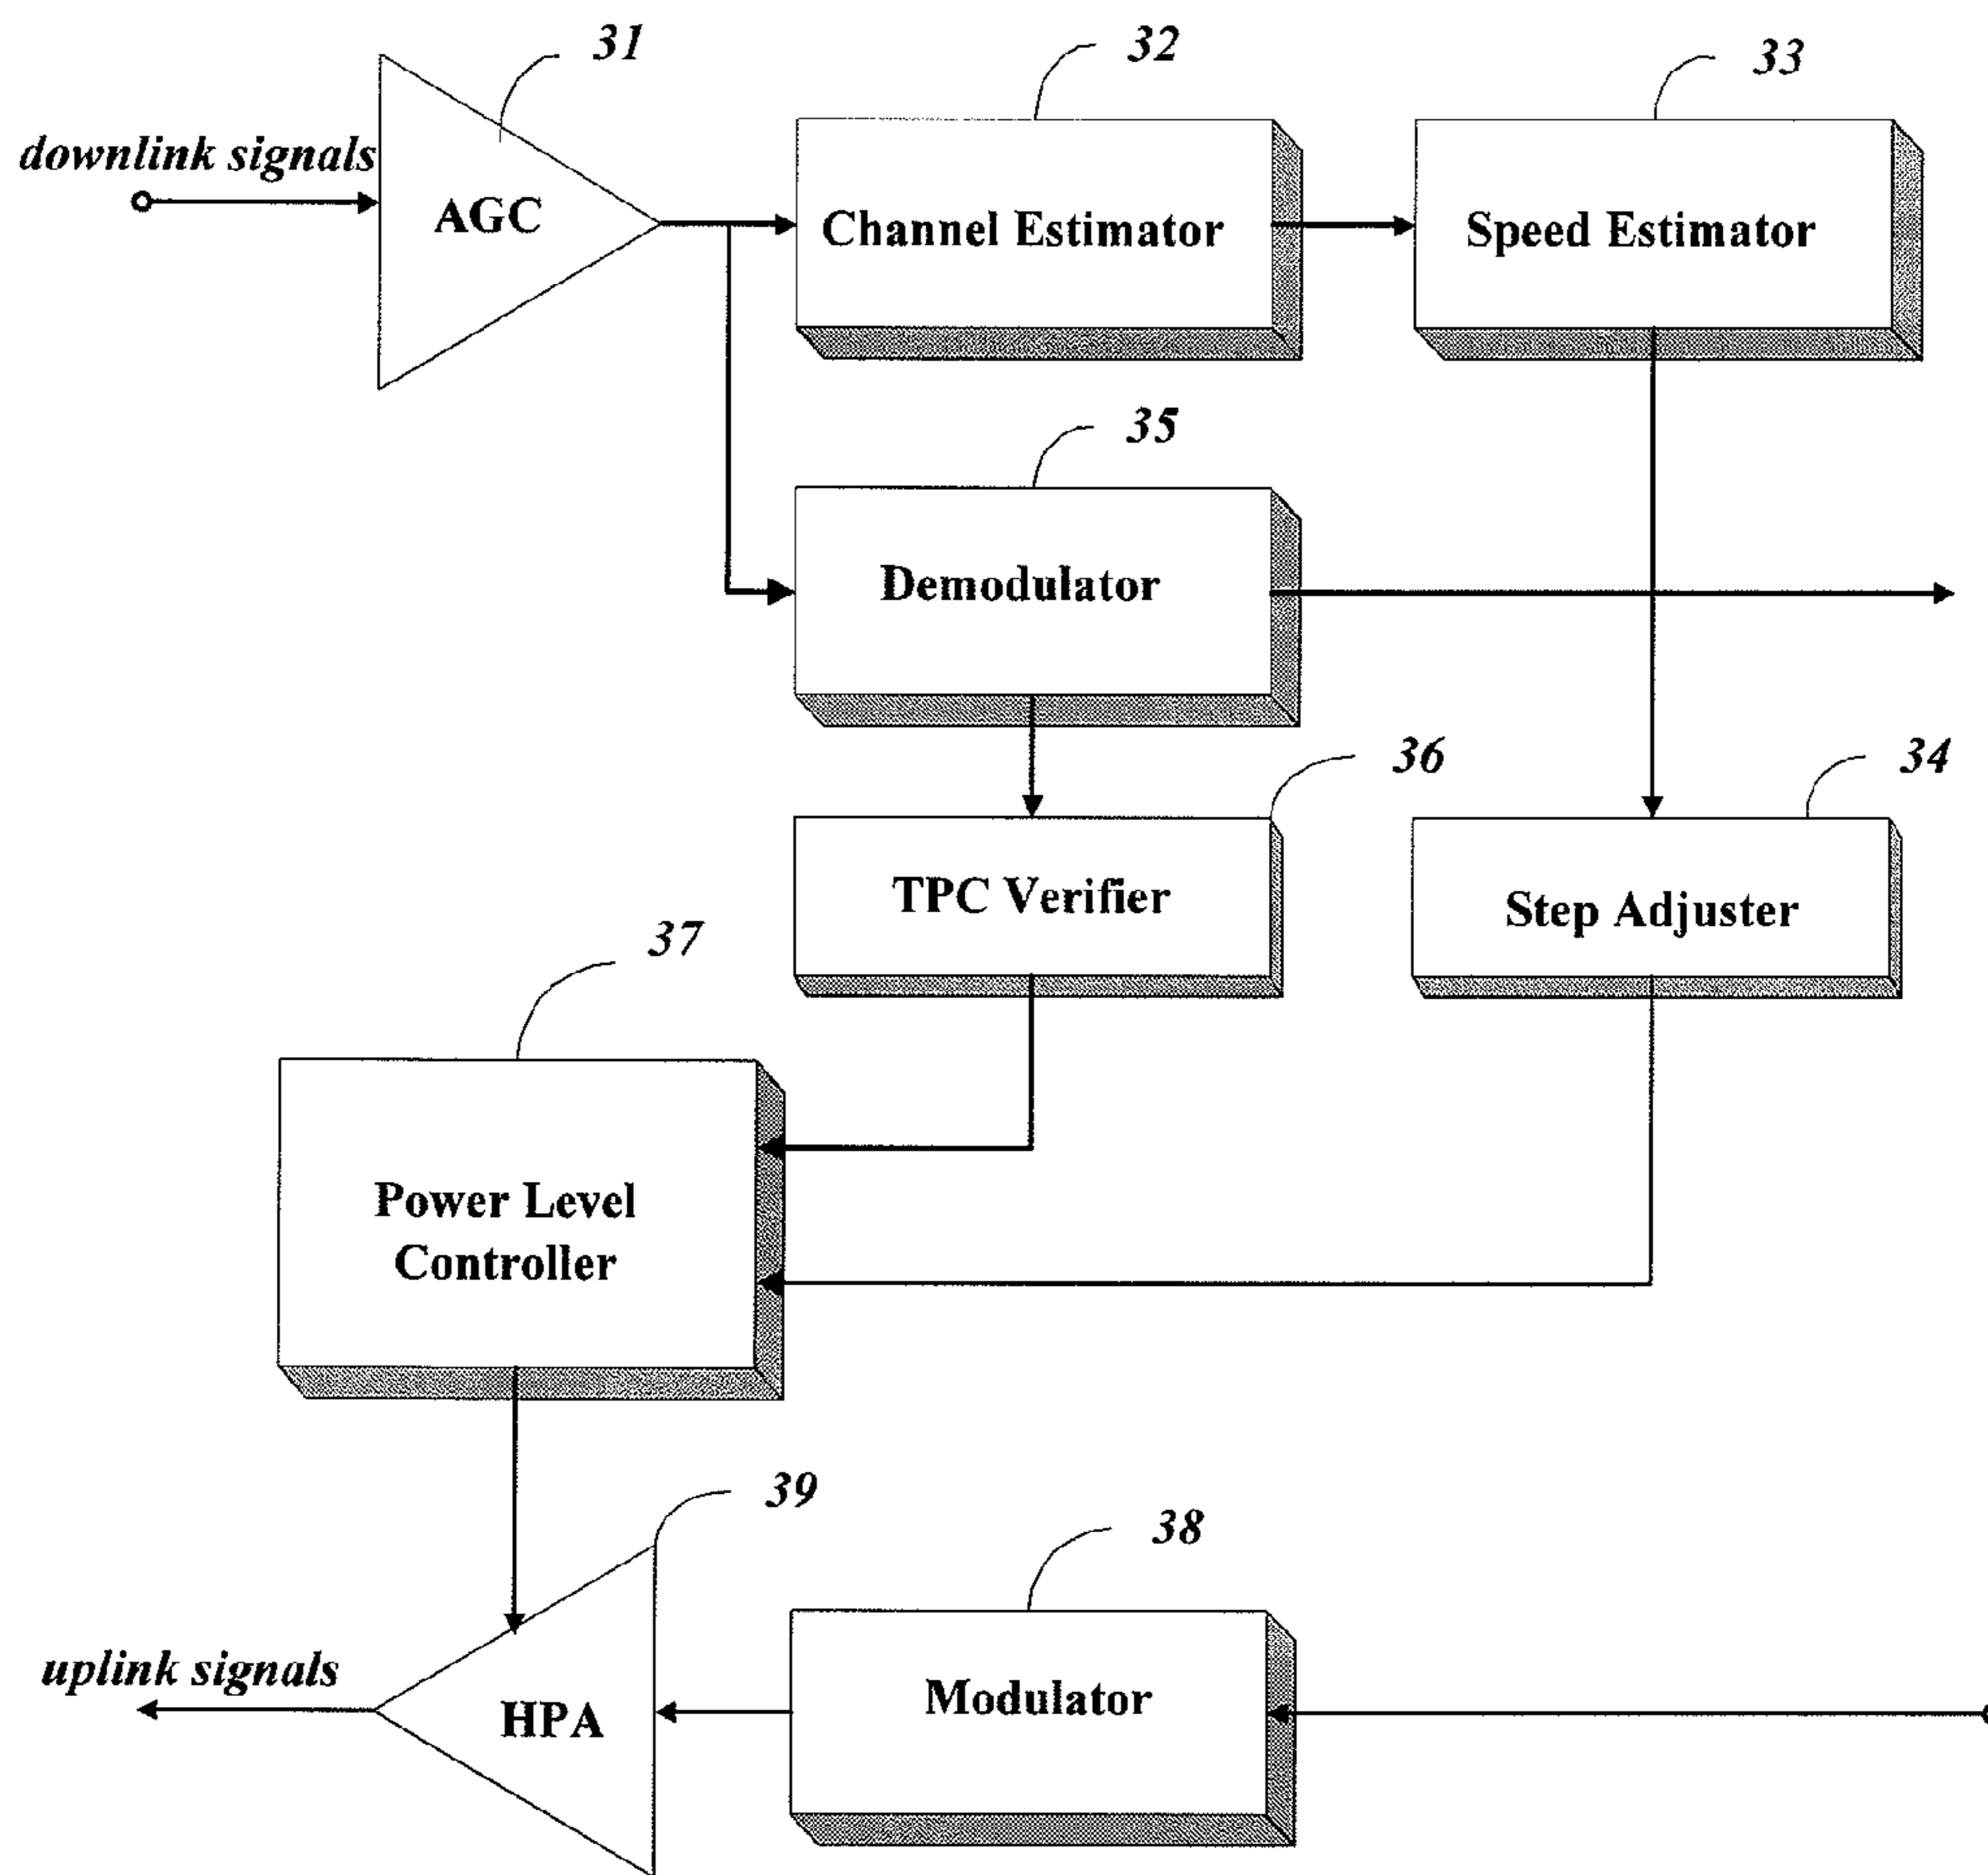 31
32
33
downlink signals
AGC
Channel Estimator
Speed Estimator
35
Demodulator
36
34
TPC Verifier
Step Adjuster
37
Power Level
Controller
39
38
uplink signals
HPA
Modulator